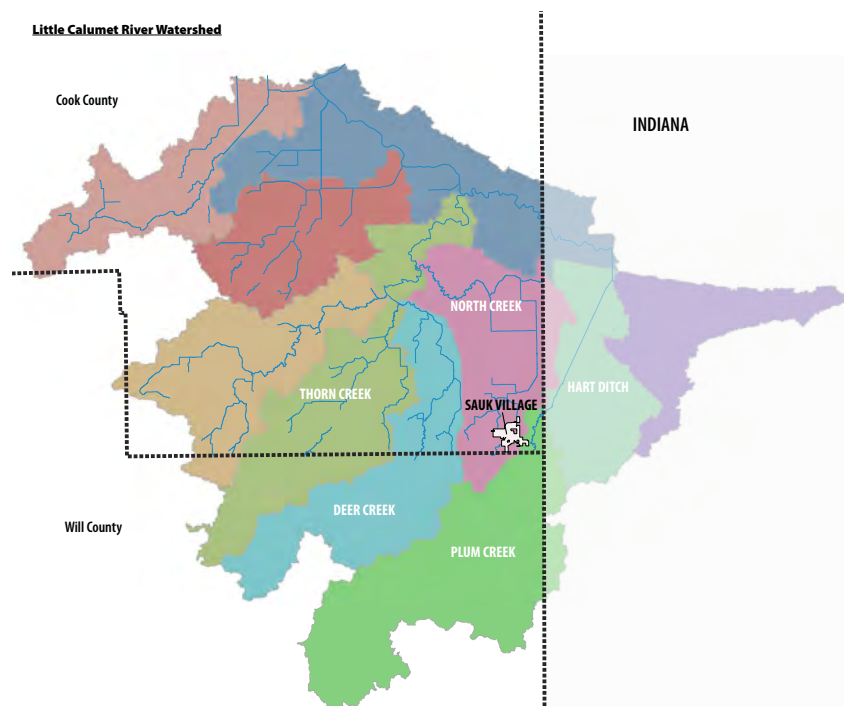 Little Calumet River Watershed
Cook County
INDIANA
NORTH CREEK
HART DITCH
THORN CREEK
SAUK VILLAGE
DEER CREEK
Will County
PLUM CREEK